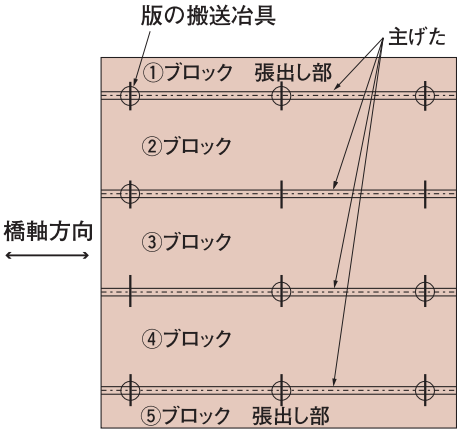 版の搬送冶具
主げた
①ブロック 張出し部
②ブロック
橋軸方向
③ブロック
④ブロック
⑤ブロック 張出し部